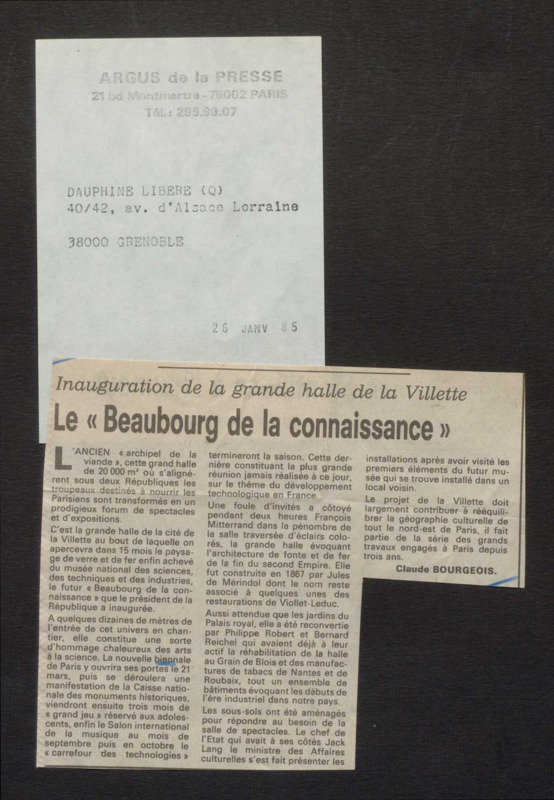 ARGUS de la PRESSE
21 bd Montmartre - 75002 PARIS
Tél. : 296.99.07
DAUPHINE LIBERE (Q)
40/42, av. d'Alsace Lorraine
38000 GRENOBLE
26 JANV 85
Inauguration de la grande halle de la Villette
Le « Beaubourg de la connaissance »
L'ANCIEN « archipel de la
viande », cette grand halle
de 20 000 m² où s'alignè-
rent sous deux Républiques les
troupeaux destinés à nourrir les
Parisiens sont transformés en un
prodigieux forum de spectacles
et d'expositions.
C'est la grande halle de la cité de
la Villette au bout de laquelle on
apercevra dans 15 mois le paysa-
ge de verre et de fer enfin achevé
du musée national des sciences,
des techniques et des industries,
le futur « Beaubourg de la con-
naissance » que le président de la
République a inaugurée.
A quelques dizaines de mètres de
l'entrée de cet univers en chan-
tier, elle constitue une sorte
d'hommage chaleureux des arts
à la science. La nouvelle biennale
de Paris y ouvrira ses portes le 21
mars, puis se déroulera une
manifestation de la Caisse natio-
nale des monuments historiques,
viendront ensuite trois mois de
« grand jeu » réservé aux adoles-
cents, enfin le Salon international
de la musique au mois de
septembre puis en octobre le
« carrefour des technologies »
termineront la saison. Cette der-
nière constituant la plus grande
réunion jamais réalisée à ce jour,
sur le thème du développement
technologique en France.
Une foule d'invités a côtoyé
pendant deux heures François
Mitterrand dans la pénombre de
la salle traversée d'éclairs colo-
rés, la grande halle évoquant
l'architecture de fonte et de fer
de la fin du second Empire. Elle
fut construite en 1867 par Jules
de Mérindol dont le nom reste
associé à quelques unes des
restaurations de Viollet-Leduc.
Aussi attendue que les jardins du
Palais royal, elle a été reconvertie
par Philippe Robert et Bernard
Reichel qui avaient déjà à leur
actif la réhabilitation de la halle
au Grain de Blois et des manufac-
tures de tabacs de Nantes et de
Roubaix, tout un ensemble de
bâtiments évoquant les débuts de
l'ère industriel dans notre pays.
Les sous-sols ont été aménagés
pour répondre au besoin de la
salle de spectacles. Le chef de
l'Etat qui avait à ses côtés Jack
Lang le ministre des Affaires
culturelles s'est fait présenter les
installations après avoir visité les
premiers éléments du futur mu-
sée qui se trouve installé dans un
local voisin.
Le projet de la Villette doit
largement contribuer à rééquili-
brer la géographie culturelle de
tout le nord-est de Paris, il fait
partie de la série des grands
travaux engagés à Paris depuis
trois ans.
Claude BOURGEOIS.